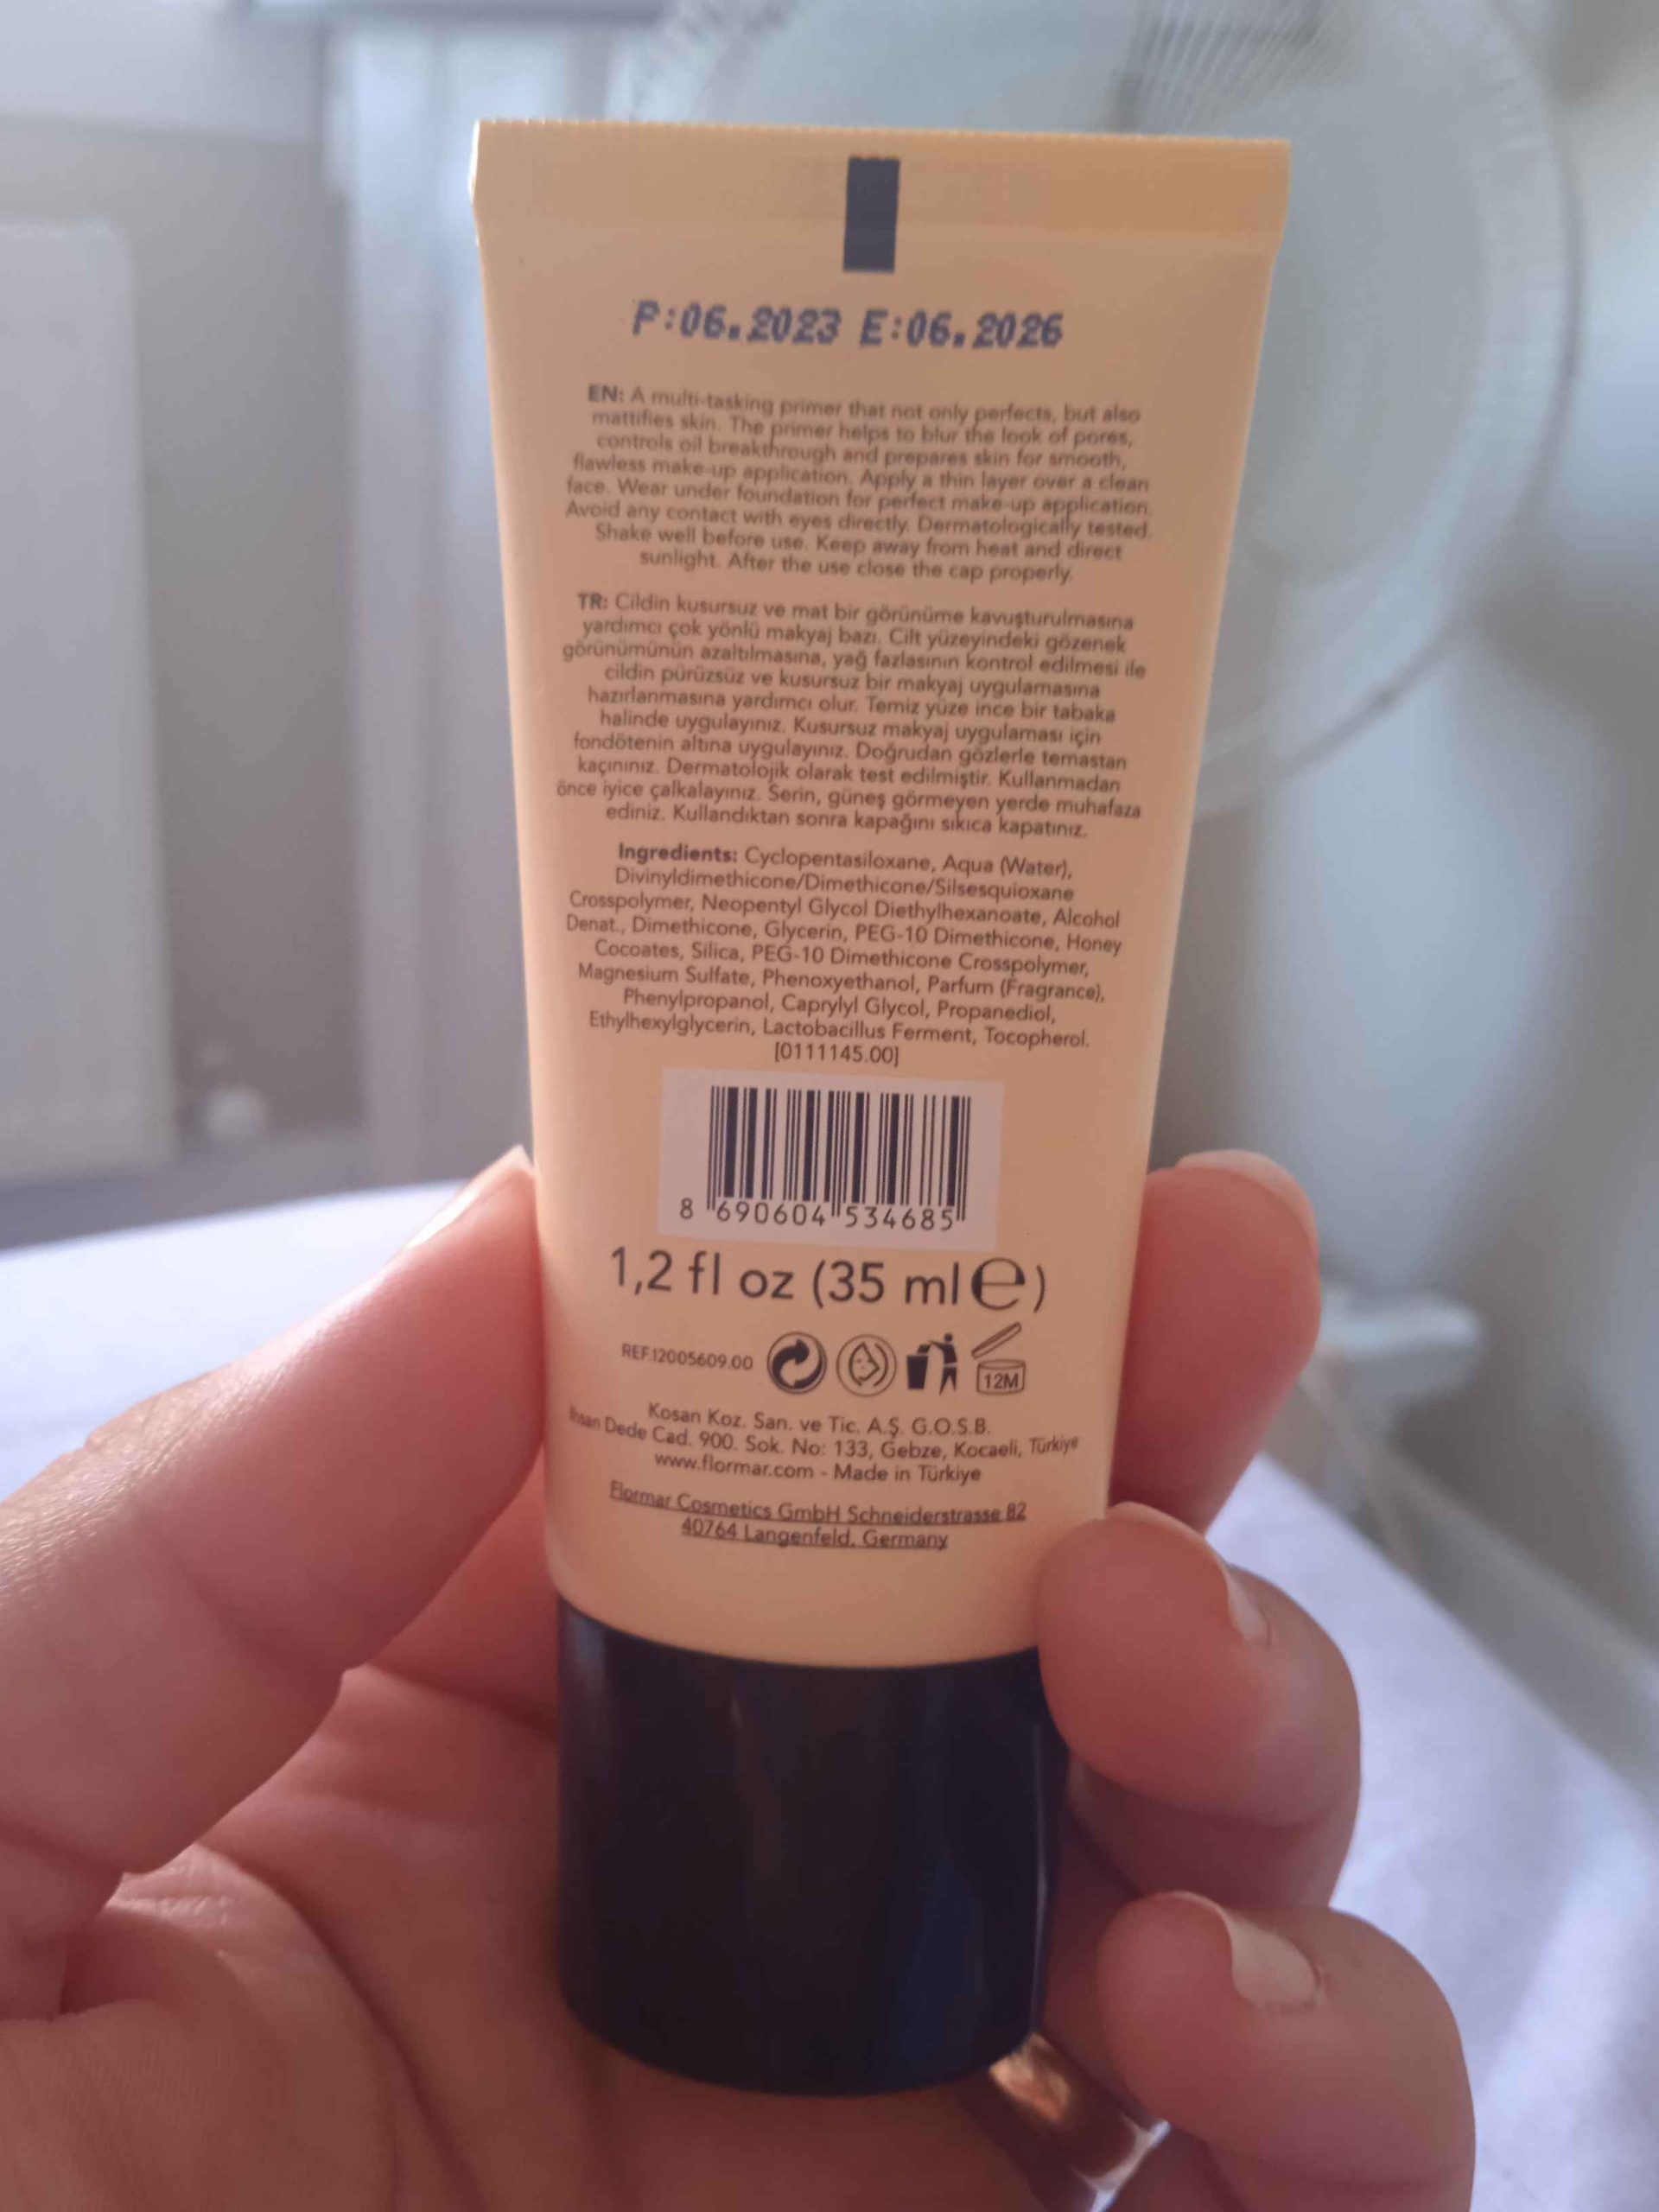 P:06.2023 E:06.2026
EN: A multi-tasking primer that not only perfects, but also
mattifies skin. The primer helps to blur the look of pores,
controls oil breakthrough and prepares skin for smooth,
flawless make-up application. Apply a thin layer over a clean
face. Wear under foundation for perfect make-up application.
Avoid any contact with eyes directly. Dermatologically tested.
Shake well before use. Keep away from heat and direct
sunlight. After the use close the cap properly.
TR: Cildin kusursuz ve mat bir görünüme kavuşturulmasına
yardımcı çok yönlü makyaj bazı. Cilt yüzeyindeki gözenek
görünümünün azaltılmasına, yağ fazlasının kontrol edilmesi ile
cildin pürüzsüz ve kusursuz bir makyaj uygulamasına
hazırlanmasına yardımcı olur. Temiz yüze ince bir tabaka
halinde uygulayınız. Kusursuz makyaj uygulaması için
fondötenin altına uygulayınız. Doğrudan gözlerle temastan
kaçınınız. Dermatolojik olarak test edilmiştir. Kullanmadan
önce iyice çalkalayınız. Serin, güneş görmeyen yerde muhafaza
ediniz. Kullandıktan sonra kapağını sıkıca kapatınız.
Ingredients: Cyclopentasiloxane, Aqua (Water),
Divinyldimethicone/Dimethicone/Silsesquioxane
Crosspolymer, Neopentyl Glycol Diethylhexanoate, Alcohol
Denat., Dimethicone, Glycerin, PEG-10 Dimethicone, Honey
Cocoates, Silica, PEG-10 Dimethicone Crosspolymer,
Magnesium Sulfate, Phenoxyethanol, Parfum (Fragrance),
Phenylpropanol, Caprylyl Glycol, Propanediol,
Ethylhexylglycerin, Lactobacillus Ferment, Tocopherol.
[0111145.00]
8 690604 534685
1,2 fl oz (35 ml e)
REF.12005609.00
12M
Kosan Koz. San. ve Tic. A.Ş. G.O.S.B.
İhsan Dede Cad. 900. Sok. No: 133, Gebze, Kocaeli, Türkiye
www.flormar.com - Made in Türkiye
Flormar Cosmetics GmbH Schneiderstrasse 82
40764 Langenfeld, Germany